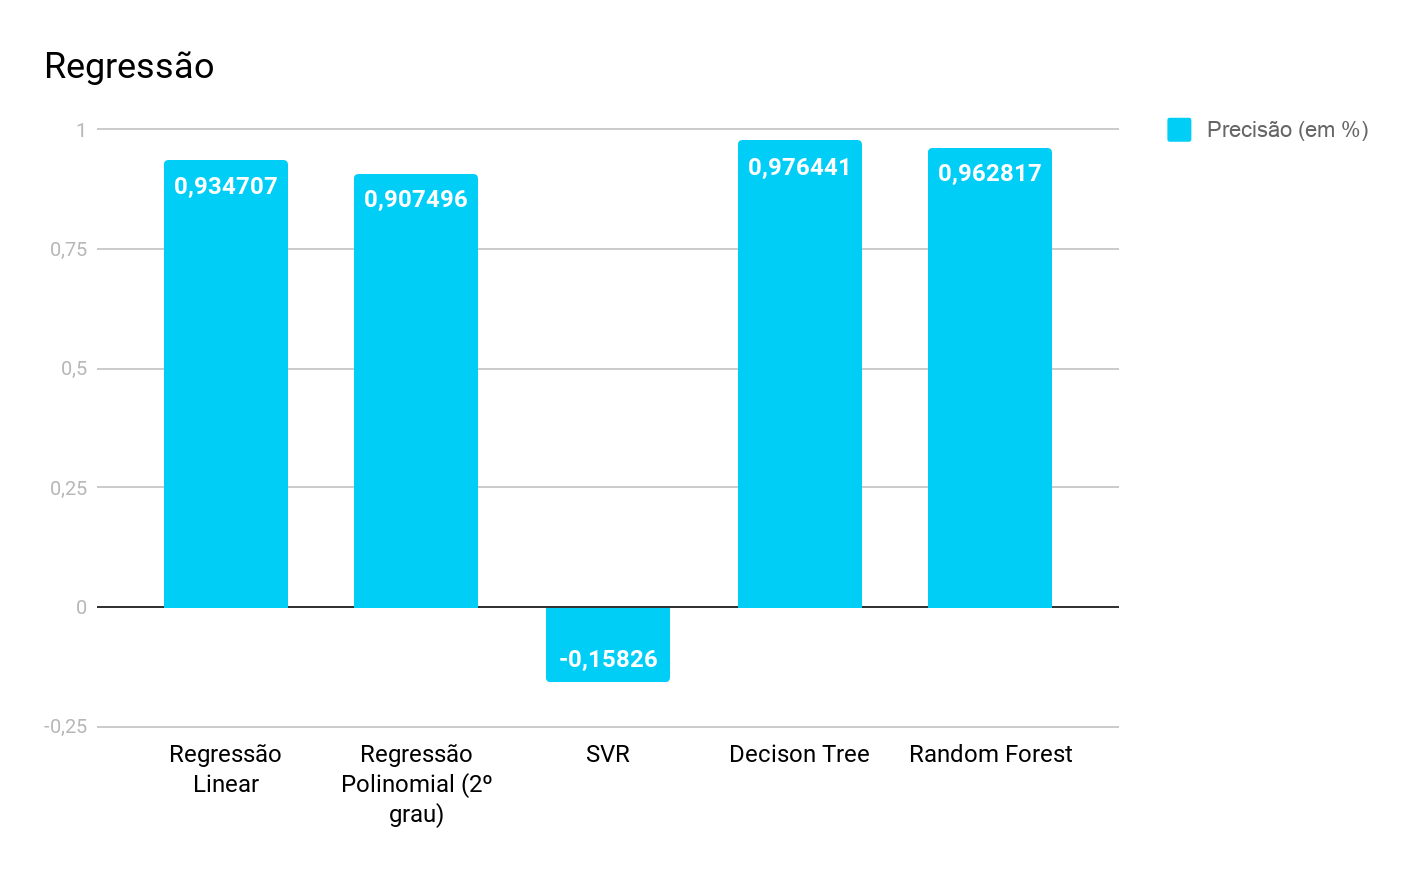 Regressão
Precisão (em %)
1
0,75
0,5
0,25
0
-0,25
0,934707
0,907496
-0,15826
0,976441
0,962817
Regressão
Linear
Regressão
Polinomial (2º
grau)
SVR
Decison Tree
Random Forest